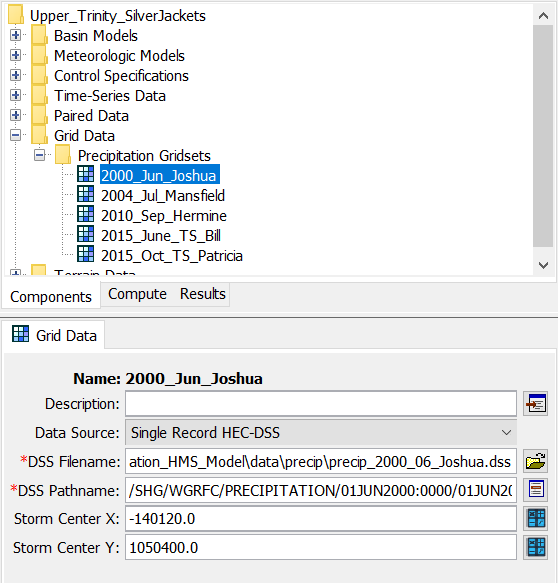 Upper_Trinity_SilverJackets
Basin Models
Meteorologic Models
Control Specifications
Time-Series Data
Paired Data
Grid Data
Precipitation Gridsets
2000_Jun_Joshua
2004_Jul_Mansfield
2010_Sep_Hermine
2015_June_TS_Bill
2015_Oct_TS_Patricia
Terrain Data
Components Compute Results
Grid Data
Name: 2000_Jun_Joshua
Description:
Data Source: Single Record HEC-DSS
*DSS Filename: ation_HMS_Model\data\precip\precip_2000_06_Joshua.dss
*DSS Pathname: /SHG/WGRFC/PRECIPITATION/01JUN2000:0000/01JUN20
Storm Center X: -140120.0
Storm Center Y: 1050400.0